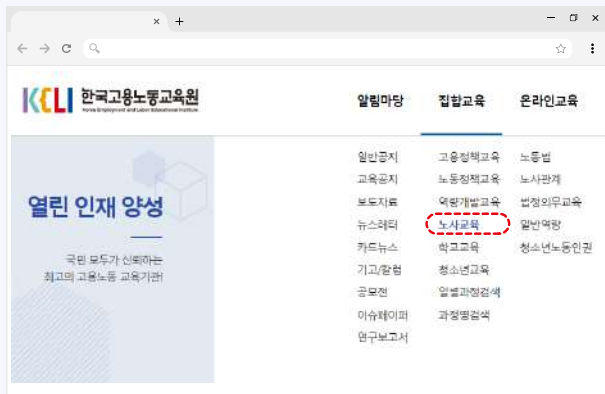 KCLI 한국고용노동교육원
Korea Employment and Labor Educational Institute
알림마당 집합교육 온라인교육
일반공지 고용정책교육 노동법
교육공지 노동정책교육 노사관계
보도자료 역량개발교육 법정의무교육
뉴스레터 노사교육 일반역량
카드뉴스 학교교육 청소년노동인권
기고/칼럼 청소년교육
공모전 일별과정검색
이슈페이퍼 과정명검색
연구보고서
열린 인재 양성
국민 모두가 신뢰하는
최고의 고용노동 교육기관!